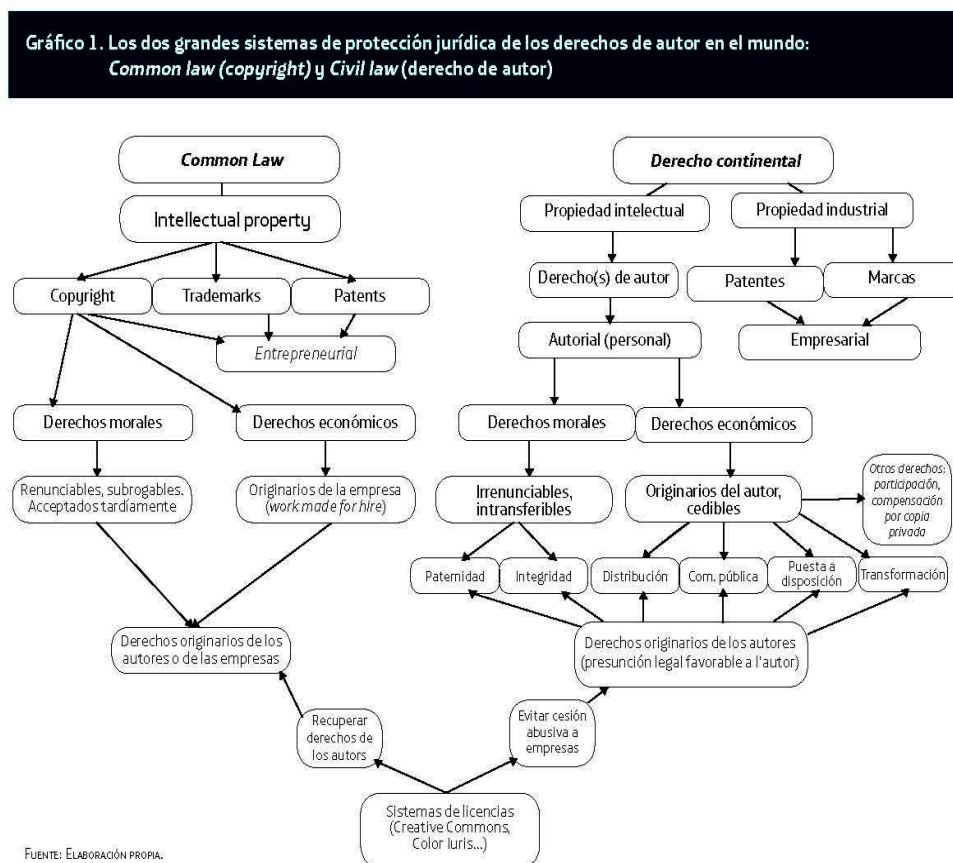 Gráfico 1. Los dos grandes sistemas de protección jurídica de los derechos de autor en el mundo:
Common law (copyright) y Civil law (derecho de autor)
Common Law
Intellectual property
Copyright
Trademarks
Patents
Entrepreneurial
Derechos morales
Derechos económicos
Renunciables, subrogables.
Aceptados tardíamente
Originarios de la empresa
(work made for hire)
Derechos originarios de los
autores o de las empresas
Derecho continental
Propiedad intelectual
Propiedad industrial
Derecho(s) de autor
Patentes
Marcas
Autorial (personal)
Empresarial
Derechos morales
Derechos económicos
Irrenunciables,
intransferibles
Originarios del autor,
cedibles
Otros derechos:
participación,
compensación
por copia
privada
Paternidad
Integridad
Distribución
Com. pública
Puesta a
disposición
Transformación
Derechos originarios de los autores
(presunción legal favorable a l'autor)
Recuperar
derechos de
los autors
Evitar cesión
abusiva a
empresas
Sistemas de licencias
(Creative Commons,
Color Iuris...)
FUENTE: ELABORACIÓN PROPIA.